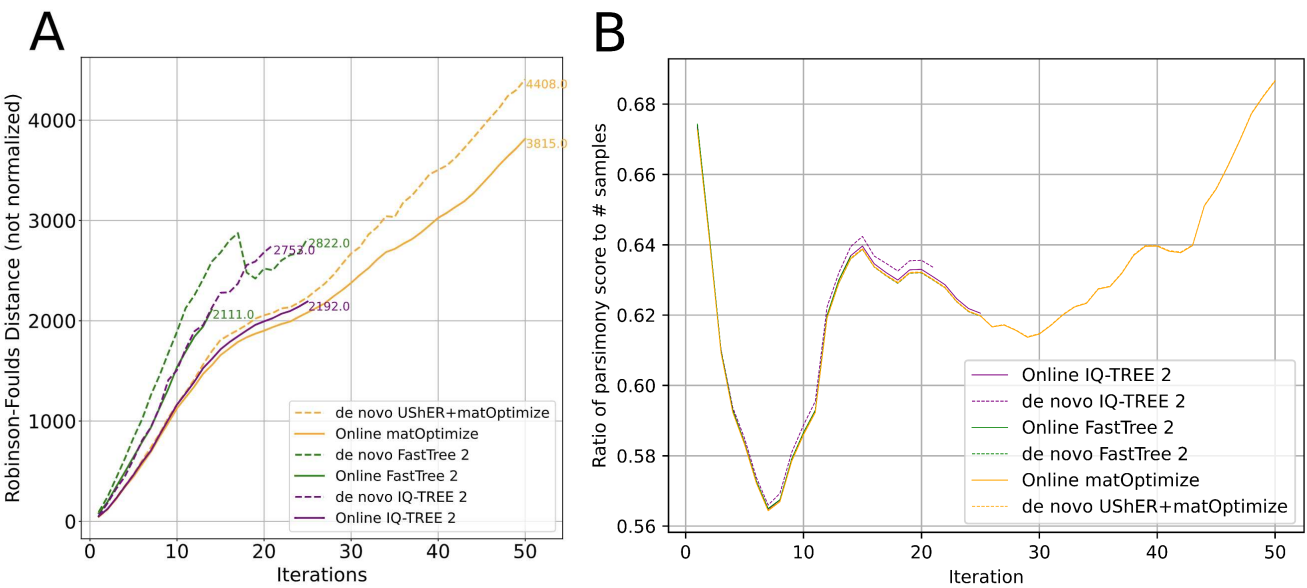 A
Robinson-Foulds Distance (not normalized)
4000
3000
2000
1000
0
0 10 20 30 40 50
Iterations
4408.0
3815.0
2822.0
2753.0
2192.0
2111.0
de novo UShER+matOptimize
Online matOptimize
de novo FastTree 2
Online FastTree 2
de novo IQ-TREE 2
Online IQ-TREE 2
B
Ratio of parsimony score to # samples
0.68
0.66
0.64
0.62
0.60
0.58
0.56
0 10 20 30 40 50
Iteration
Online IQ-TREE 2
de novo IQ-TREE 2
Online FastTree 2
de novo FastTree 2
Online matOptimize
de novo UShER+matOptimize